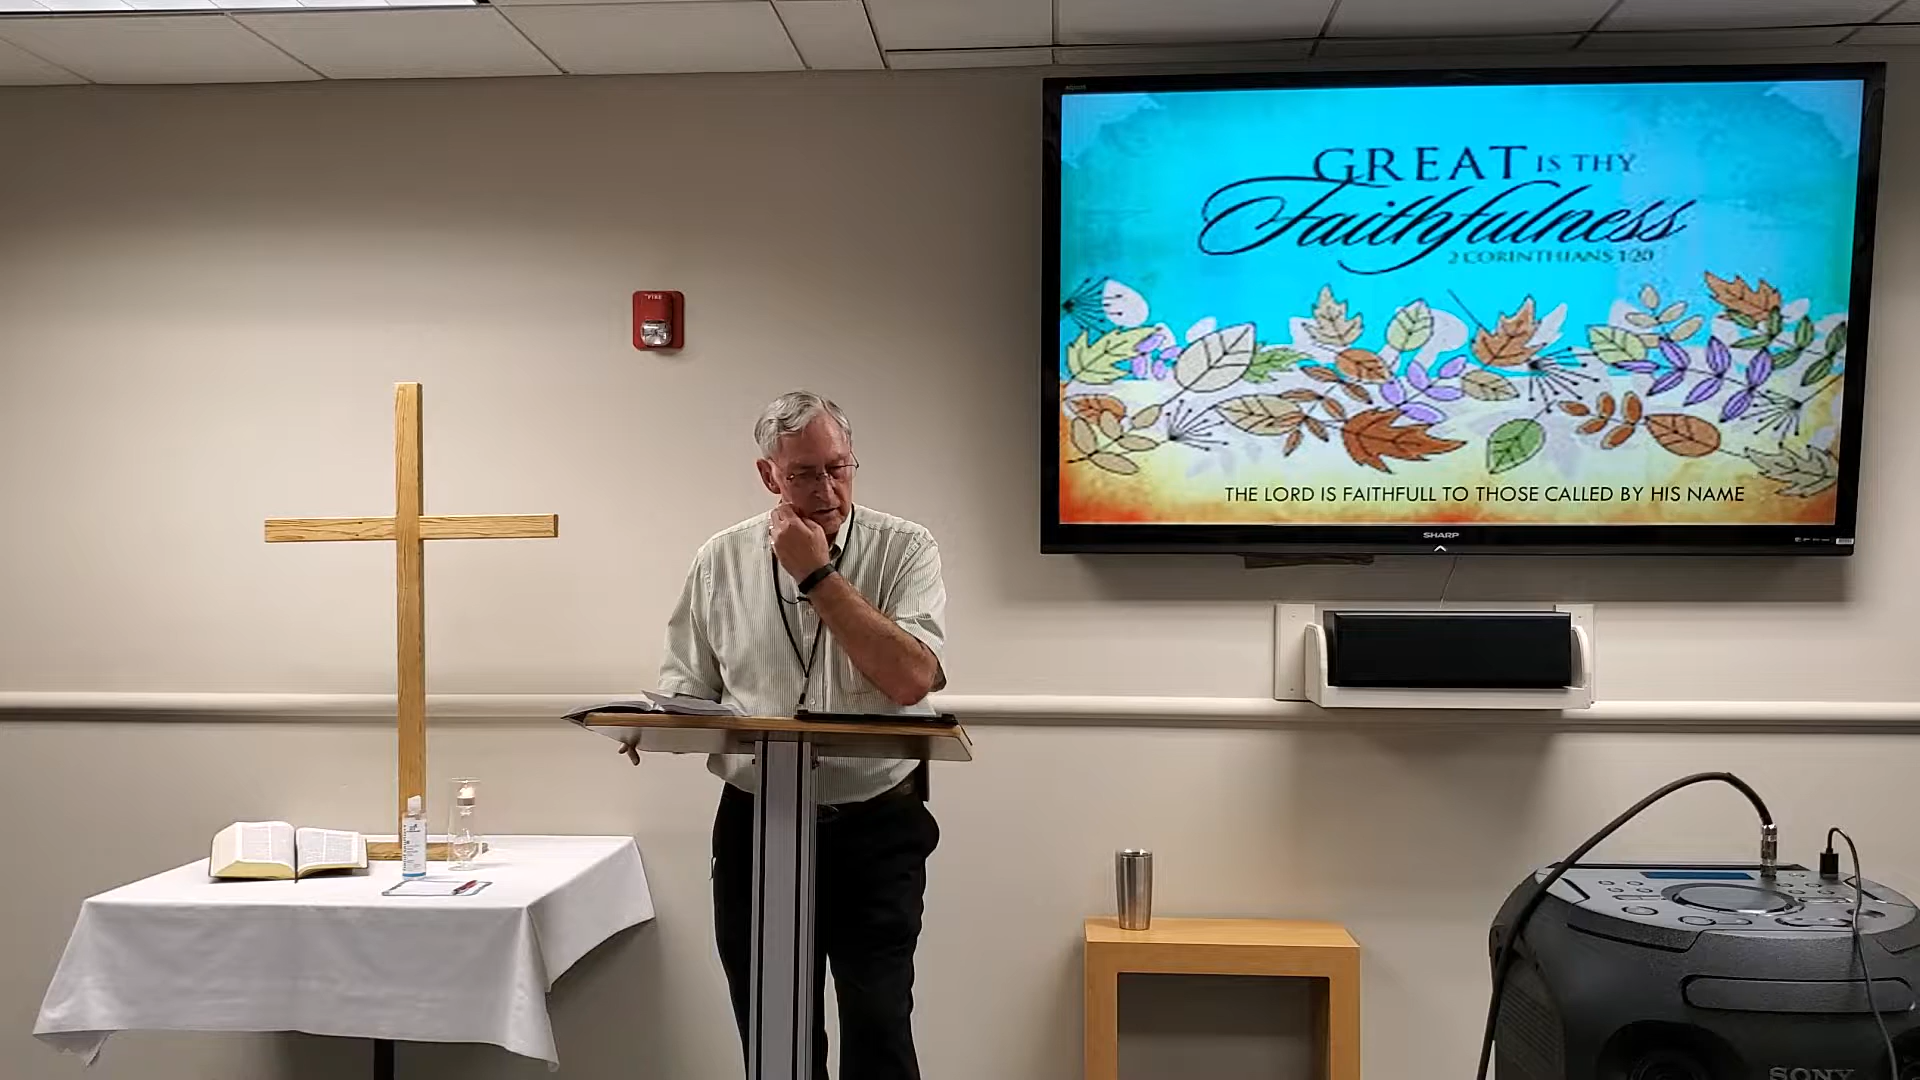 GREAT IS THY
Faithfulness
2 CORINTHIANS 1:20
THE LORD IS FAITHFULL TO THOSE CALLED BY HIS NAME
SHARP
FIRE
SONY